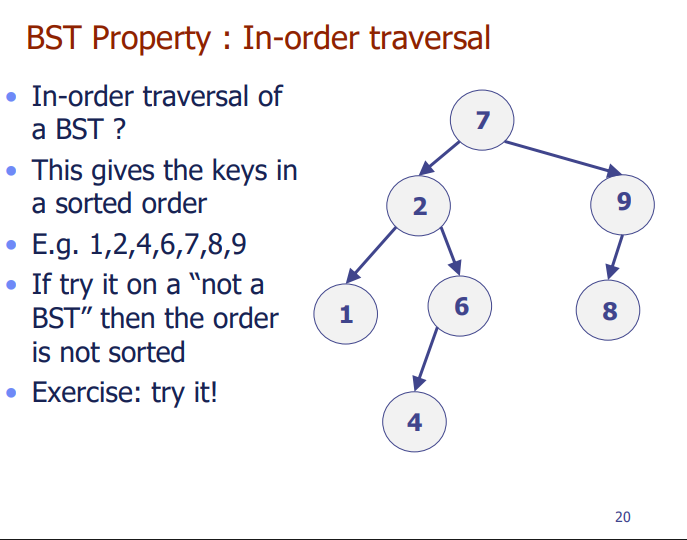 BST Property : In-order traversal
• In-order traversal of
a BST ?
• This gives the keys in
a sorted order
• E.g. 1,2,4,6,7,8,9
• If try it on a “not a
BST” then the order
is not sorted
• Exercise: try it!
7
2
9
1
6
8
4
20